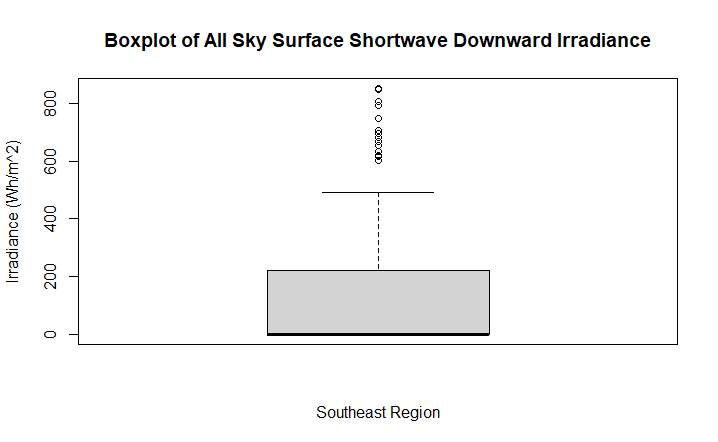 Boxplot of All Sky Surface Shortwave Downward Irradiance
Irradiance (Wh/m^2)
800
600
400
200
0
Southeast Region